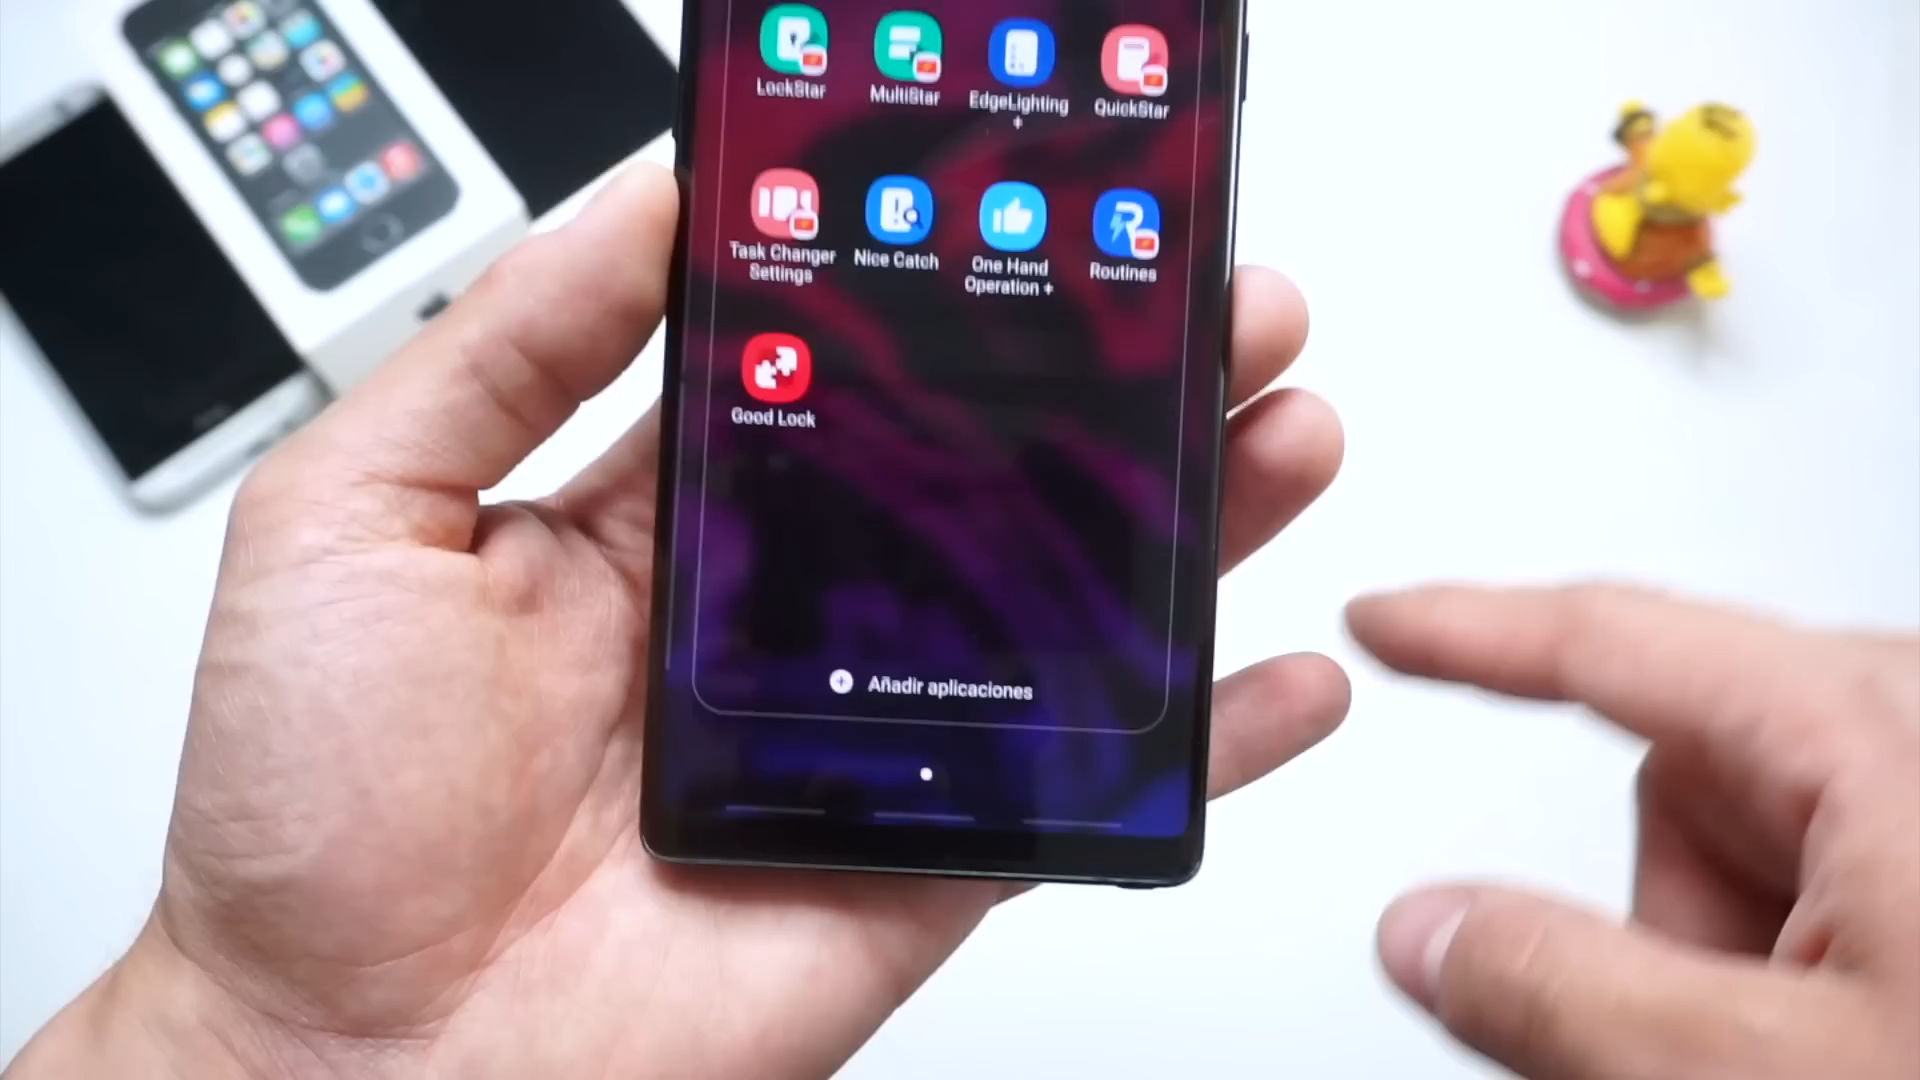 LockStar
MultiStar
EdgeLighting
+
QuickStar
Task Changer
Settings
Nice Catch
One Hand
Operation +
Routines
Good Lock
Añadir aplicaciones